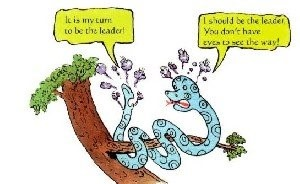 It is my turn
to be the leader!
I should be the leader.
You don't have
eyes to see the way!